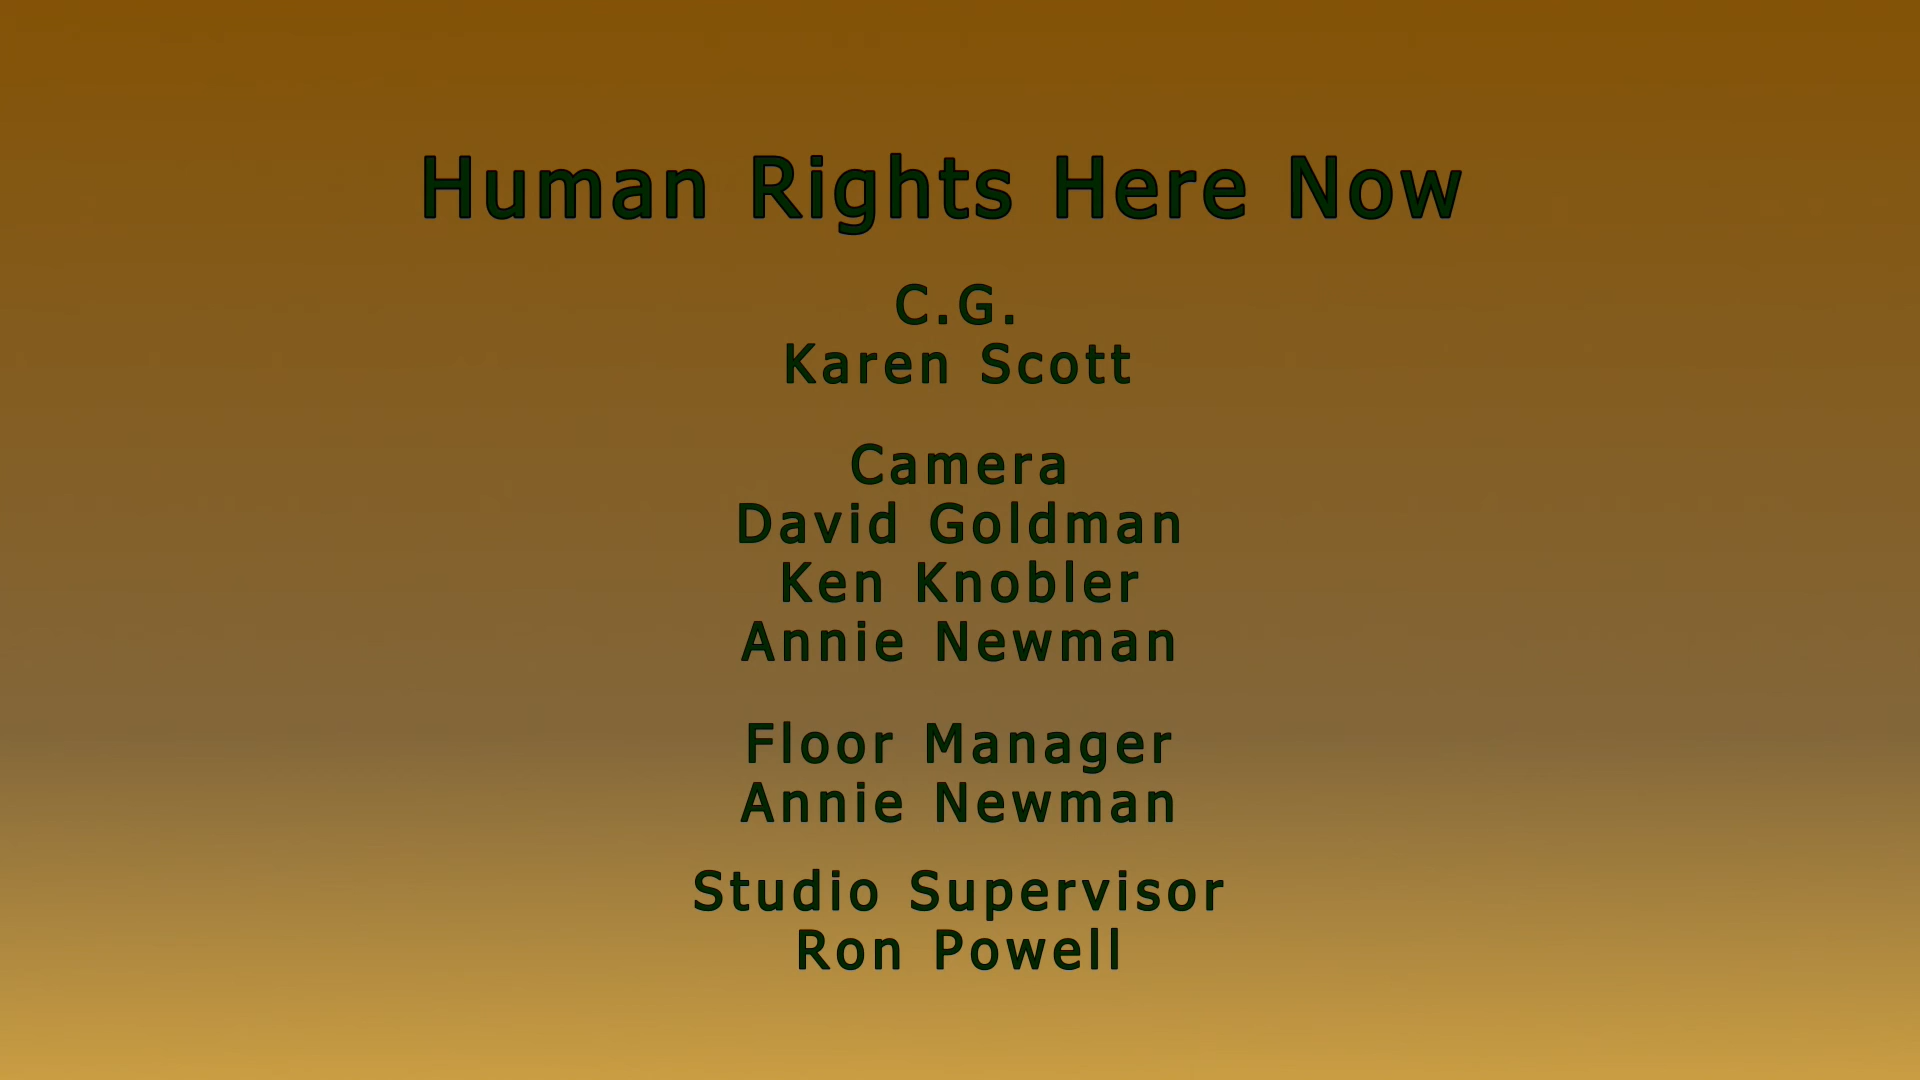 Human Rights Here Now
C.G.
Karen Scott
Camera
David Goldman
Ken Knobler
Annie Newman
Floor Manager
Annie Newman
Studio Supervisor
Ron Powell